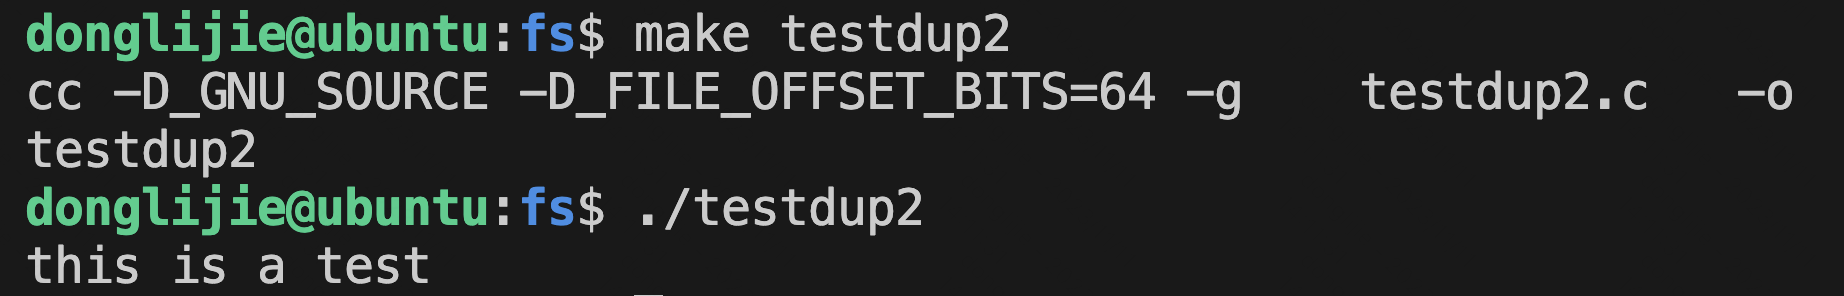 donglijie@ubuntu:fs$ make testdup2
cc -D_GNU_SOURCE -D_FILE_OFFSET_BITS=64 -g    testdup2.c   -o
testdup2
donglijie@ubuntu:fs$ ./testdup2
this is a test